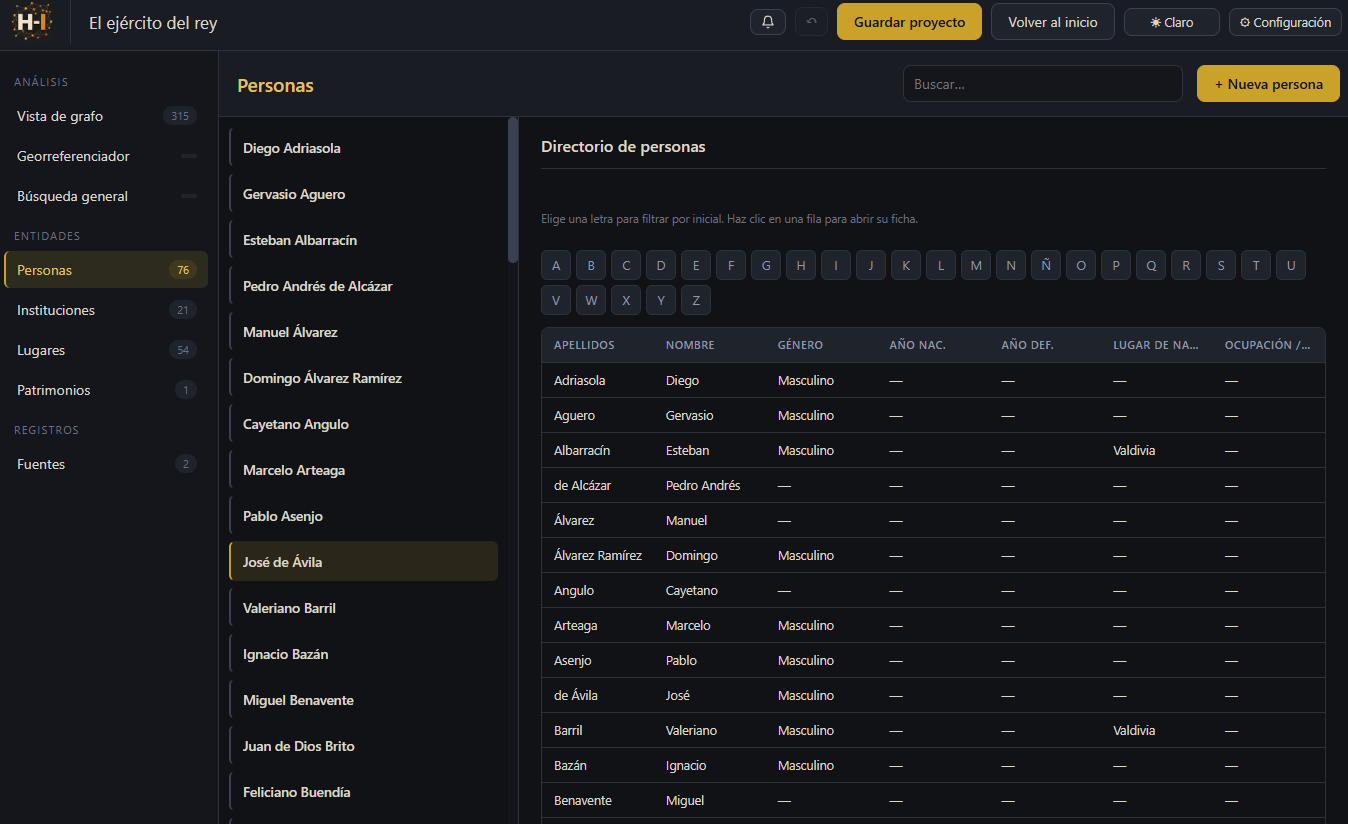 H-I
El ejército del rey
Guardar proyecto
Volver al inicio
☀ Claro
⚙ Configuración
ANÁLISIS
Vista de grafo 315
Georreferenciador
Búsqueda general
ENTIDADES
Personas 76
Instituciones 21
Lugares 54
Patrimonios 1
REGISTROS
Fuentes 2
Personas
Buscar...
+ Nueva persona
Diego Adriasola
Gervasio Aguero
Esteban Albarracín
Pedro Andrés de Alcázar
Manuel Álvarez
Domingo Álvarez Ramírez
Cayetano Angulo
Marcelo Arteaga
Pablo Asenjo
José de Ávila
Valeriano Barril
Ignacio Bazán
Miguel Benavente
Juan de Dios Brito
Feliciano Buendía
Directorio de personas
Elige una letra para filtrar por inicial. Haz clic en una fila para abrir su ficha.
A B C D E F G H I J K L M N Ñ O P Q R S T U
V W X Y Z
APELLIDOS NOMBRE GÉNERO AÑO NAC. AÑO DEF. LUGAR DE NA... OCUPACIÓN /...
Adriasola Diego Masculino — — — —
Aguero Gervasio Masculino — — — —
Albarracín Esteban Masculino — — Valdivia —
de Alcázar Pedro Andrés — — — — —
Álvarez Manuel — — — — —
Álvarez Ramírez Domingo Masculino — — — —
Angulo Cayetano — — — — —
Arteaga Marcelo Masculino — — — —
Asenjo Pablo Masculino — — — —
de Ávila José Masculino — — — —
Barril Valeriano Masculino — — Valdivia —
Bazán Ignacio Masculino — — — —
Benavente Miguel — — — — —